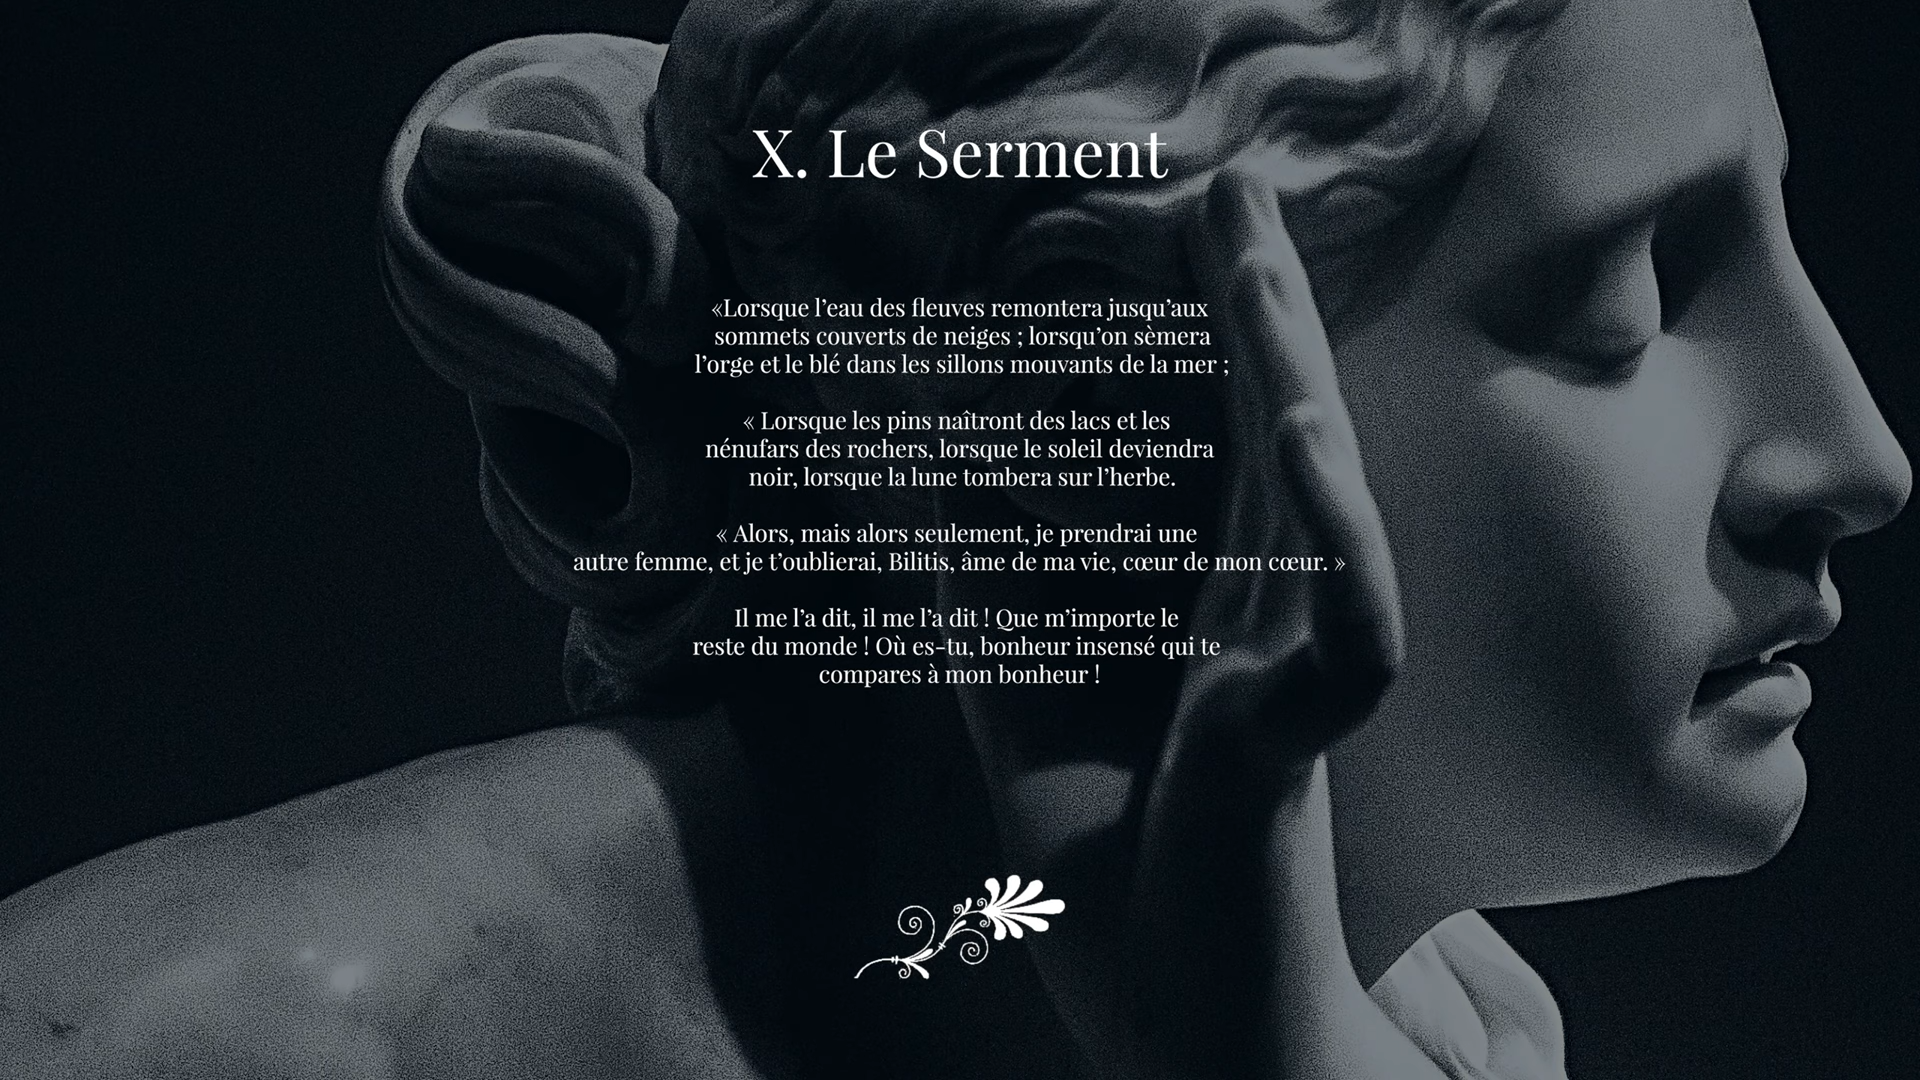 X. Le Serment
«Lorsque l’eau des fleuves remontera jusqu’aux
sommets couverts de neiges ; lorsqu’on sèmera
l’orge et le blé dans les sillons mouvants de la mer ;
« Lorsque les pins naîtront des lacs et les
nénufars des rochers, lorsque le soleil deviendra
noir, lorsque la lune tombera sur l’herbe.
« Alors, mais alors seulement, je prendrai une
autre femme, et je t’oublierai, Bilitis, âme de ma vie, cœur de mon cœur. »
Il me l’a dit, il me l’a dit ! Que m’importe le
reste du monde ! Où es-tu, bonheur insensé qui te
compares à mon bonheur !